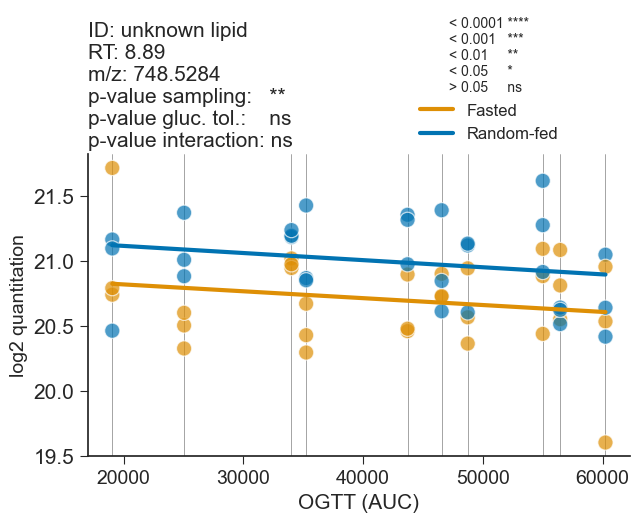 ID: unknown lipid
RT: 8.89
m/z: 748.5284
p-value sampling: **
p-value gluc. tol.: ns
p-value interaction: ns
< 0.0001 ****
< 0.001 ***
< 0.01 **
< 0.05 *
> 0.05 ns
Fasted
Random-fed
log2 quantitation
21.5
21.0
20.5
20.0
19.5
20000 30000 40000 50000 60000
OGTT (AUC)